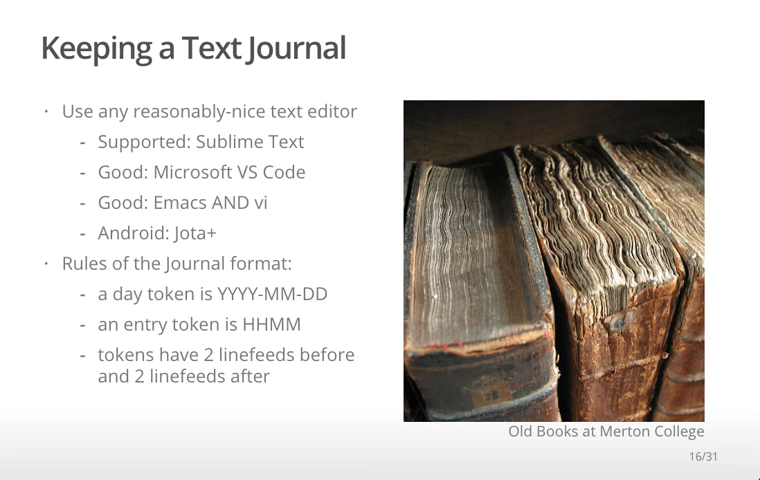 Keeping a Text Journal
· Use any reasonably-nice text editor
- Supported: Sublime Text
- Good: Microsoft VS Code
- Good: Emacs AND vi
- Android: Jota+
· Rules of the Journal format:
- a day token is YYYY-MM-DD
- an entry token is HHMM
- tokens have 2 linefeeds before
and 2 linefeeds after
Old Books at Merton College
16/31